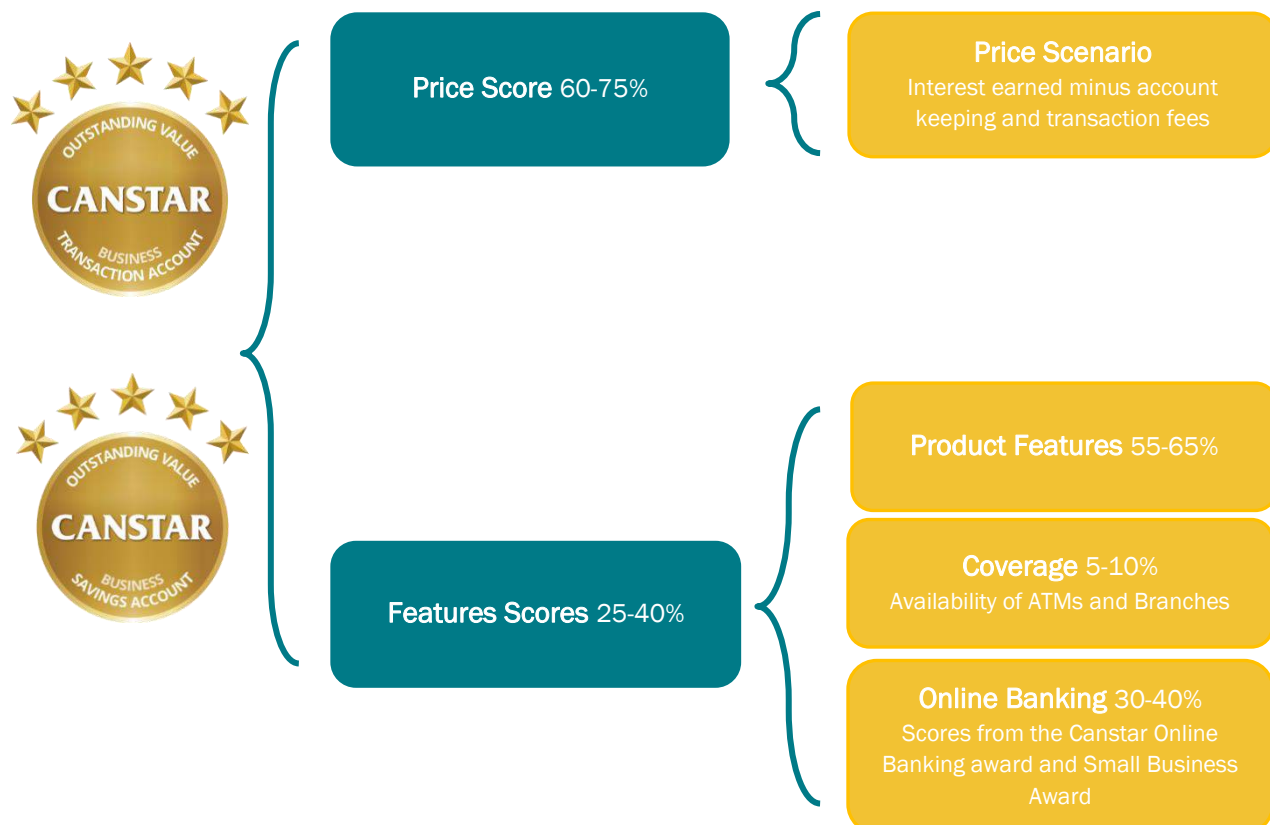 OUTSTANDING VALUE
CANSTAR
BUSINESS
TRANSACTION ACCOUNT
OUTSTANDING VALUE
CANSTAR
BUSINESS
SAVINGS ACCOUNT
Price Score 60-75%
Price Scenario
Interest earned minus account
keeping and transaction fees
Features Scores 25-40%
Product Features 55-65%
Coverage 5-10%
Availability of ATMs and Branches
Online Banking 30-40%
Scores from the Canstar Online
Banking award and Small Business
Award